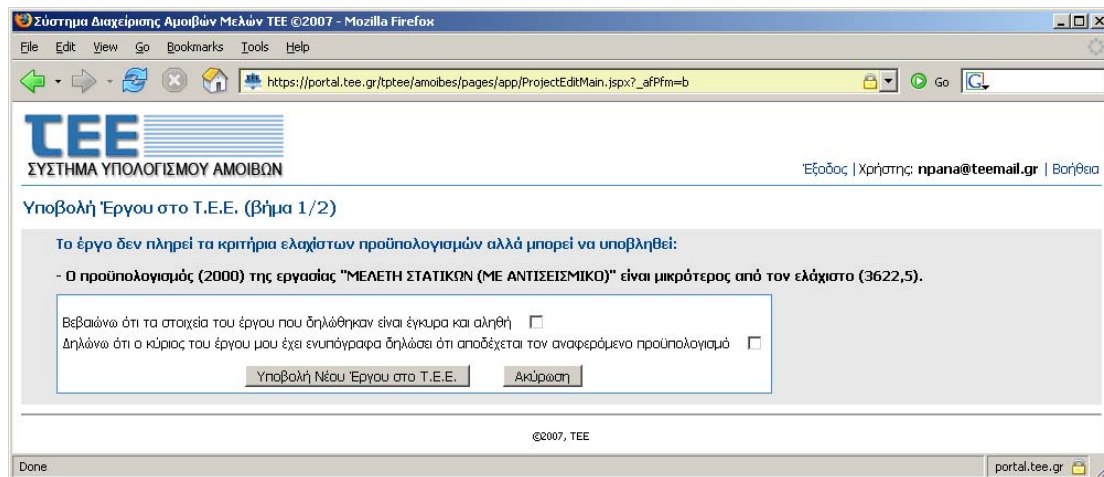 Σύστημα Διαχείρισης Αμοιβών Μελών ΤΕΕ ©2007 - Mozilla Firefox
File Edit View Go Bookmarks Tools Help
https://portal.tee.gr/tptee/amoibes/pages/app/ProjectEditMain.jspx?_afPfm=b Go G
ΤΕΕ
ΣΥΣΤΗΜΑ ΥΠΟΛΟΓΙΣΜΟΥ ΑΜΟΙΒΩΝ
Έξοδος | Χρήστης: npana@teemail.gr | Βοήθεια
Υποβολή Έργου στο Τ.Ε.Ε. (βήμα 1/2)
Το έργο δεν πληρεί τα κριτήρια ελαχίστων προϋπολογισμών αλλά μπορεί να υποβληθεί:
- Ο προϋπολογισμός (2000) της εργασίας "ΜΕΛΕΤΗ ΣΤΑΤΙΚΩΝ (ΜΕ ΑΝΤΙΣΕΙΣΜΙΚΟ)" είναι μικρότερος από τον ελάχιστο (3622,5).
Βεβαιώνω ότι τα στοιχεία του έργου που δηλώθηκαν είναι έγκυρα και αληθή
Δηλώνω ότι ο κύριος του έργου μου έχει ενυπόγραφα δηλώσει ότι αποδέχεται τον αναφερόμενο προϋπολογισμό
Υποβολή Νέου Έργου στο Τ.Ε.Ε. Ακύρωση
©2007, ΤΕΕ
Done portal.tee.gr